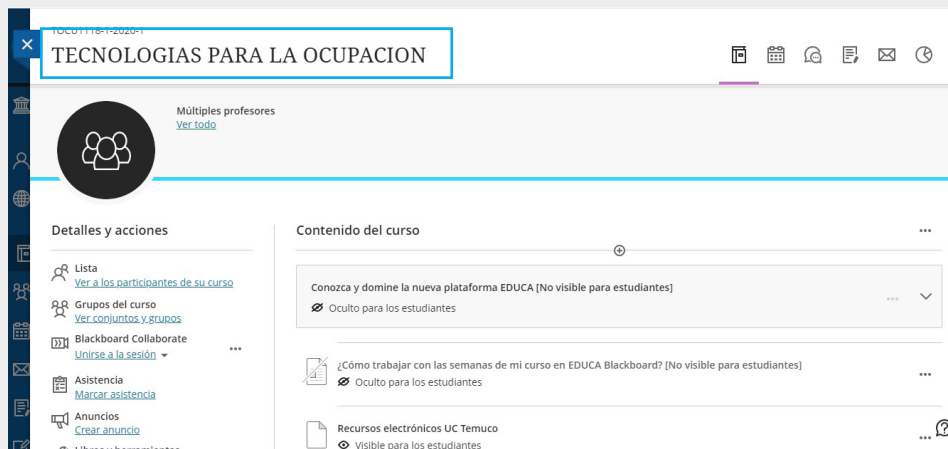 TOCU1118-1-2020-1
TECNOLOGIAS PARA LA OCUPACION
Múltiples profesores
Ver todo
Detalles y acciones
Lista
Ver a los participantes de su curso
Grupos del curso
Ver conjuntos y grupos
Blackboard Collaborate
Unirse a la sesión
Asistencia
Marcar asistencia
Anuncios
Crear anuncio
Libros y herramientas
Contenido del curso
Conozca y domine la nueva plataforma EDUCA [No visible para estudiantes]
Oculto para los estudiantes
¿Cómo trabajar con las semanas de mi curso en EDUCA Blackboard? [No visible para estudiantes]
Oculto para los estudiantes
Recursos electrónicos UC Temuco
Visible para los estudiantes